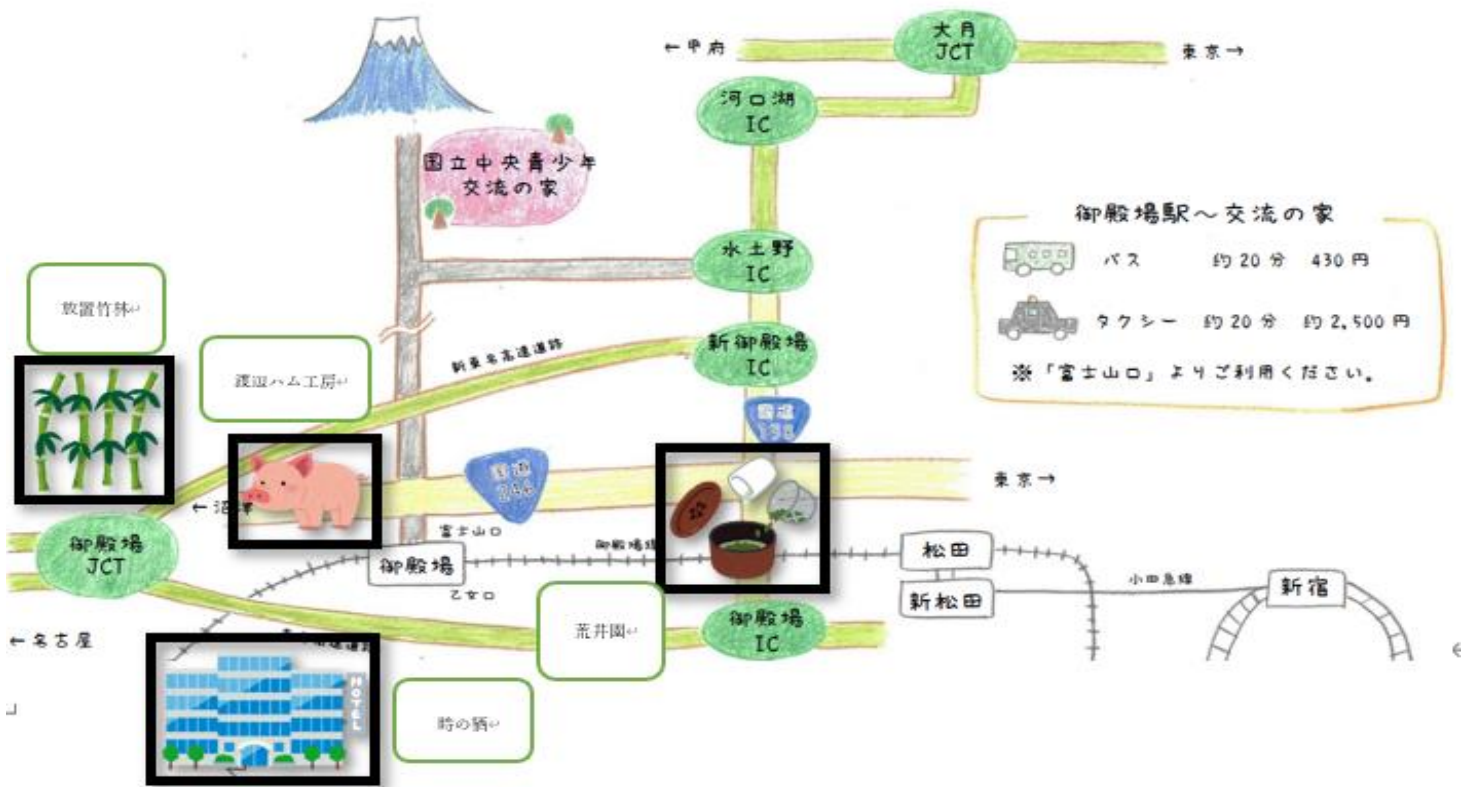 大月
JCT
←甲府
東京→
河口湖
IC
国立中央青少年
交流の家
水土野
IC
御殿場駅～交流の家
バス 約20分 430円
タクシー 約20分 約2,500円
※「富士山口」よりご利用ください。
放置竹林
渡辺ハム工房
新東名高速道路
新御殿場
IC
国道
138
国道
246
東京→
←沼津
御殿場
JCT
富士山口
御殿場
乙女口
御殿場線
松田
新松田
小田急線
新宿
←名古屋
荒井園
御殿場
IC
HOTEL
時の栖